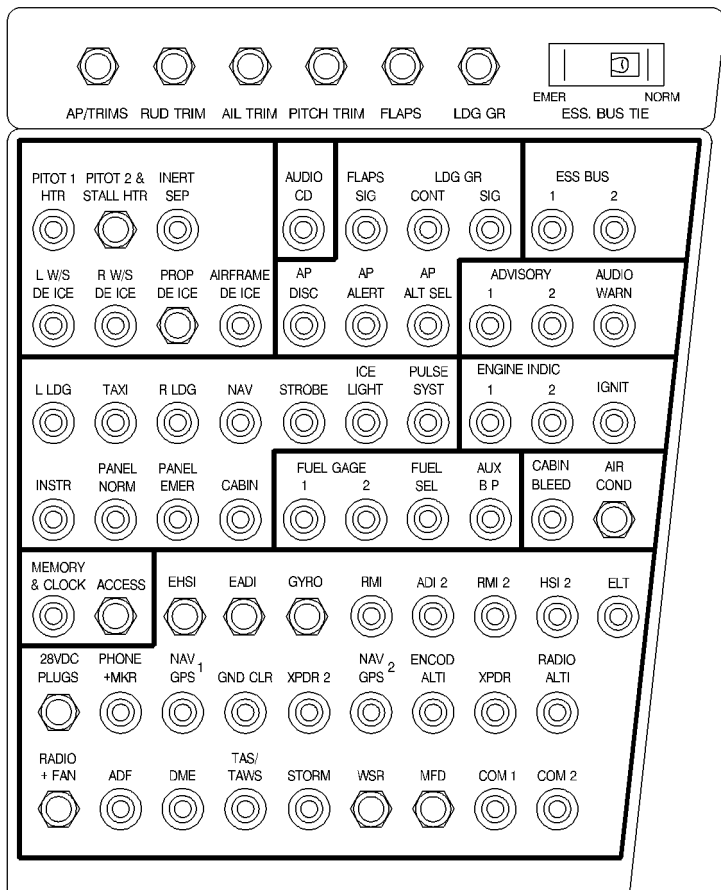 EMER NORM
AP/TRIMS RUD TRIM AIL TRIM PITCH TRIM FLAPS LDG GR ESS. BUS TIE
PITOT 1 PITOT 2 & INERT AUDIO FLAPS LDG GR ESS BUS
HTR STALL HTR SEP CD SIG CONT SIG 1 2
L W/S R W/S PROP AIRFRAME AP AP AP ADVISORY AUDIO
DE ICE DE ICE DE ICE DE ICE DISC ALERT ALT SEL 1 2 WARN
ICE PULSE ENGINE INDIC
L LDG TAXI R LDG NAV STROBE LIGHT SYST 1 2 IGNIT
PANEL PANEL FUEL GAGE FUEL AUX CABIN AIR
INSTR NORM EMER CABIN 1 2 SEL B P BLEED COND
MEMORY
& CLOCK ACCESS EHSI EADI GYRO RMI ADI 2 RMI 2 HSI 2 ELT
28VDC PHONE NAV 1 NAV 2 ENCOD RADIO
PLUGS +MKR GPS GND CLR XPDR 2 GPS ALTI XPDR ALTI
RADIO TAS/
+ FAN ADF DME TAWS STORM WSR MFD COM 1 COM 2